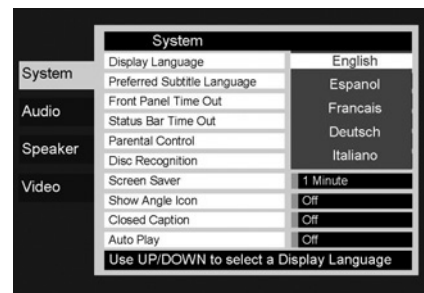 System
Audio
Speaker
Video
System
Display Language
English
Preferred Subtitle Language
Espanol
Front Panel Time Out
Francais
Status Bar Time Out
Deutsch
Parental Control
Italiano
Disc Recognition
Screen Saver 1 Minute
Show Angle Icon Off
Closed Caption Off
Auto Play Off
Use UP/DOWN to select a Display Language